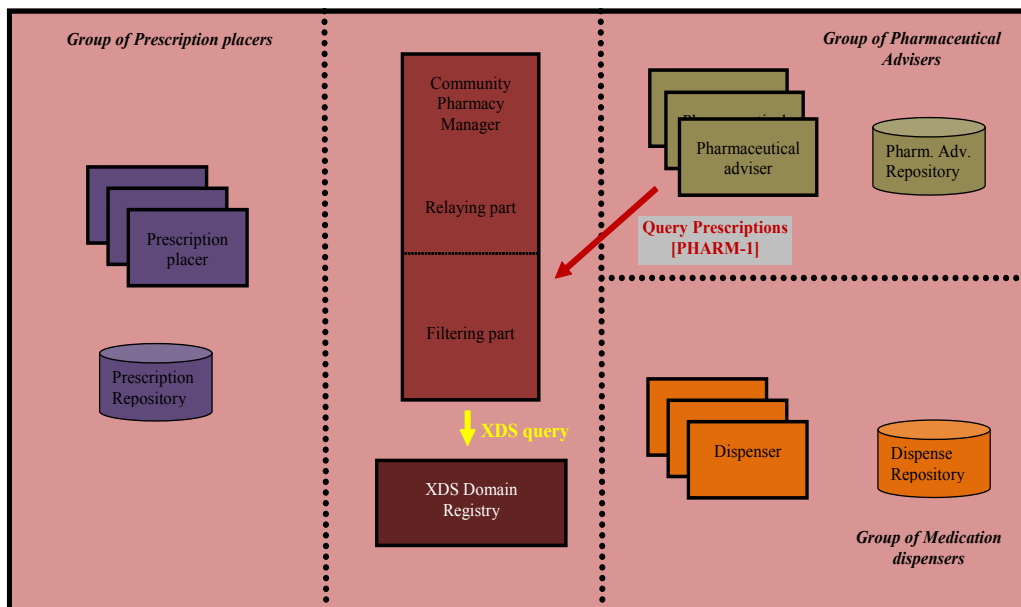 Group of Prescription placers
Prescription
placer
Prescription
Repository
Community
Pharmacy
Manager
Relaying part
Filtering part
XDS query
XDS Domain
Registry
Group of Pharmaceutical
Advisers
Pharmaceutical
adviser
Pharm. Adv.
Repository
Query Prescriptions
[PHARM-1]
Dispenser
Dispense
Repository
Group of Medication
dispensers